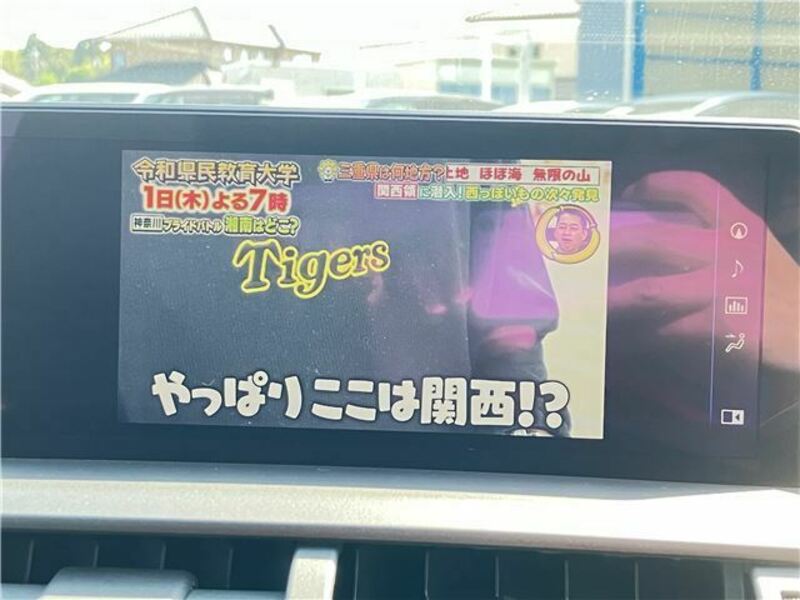 令和県民教育大学
1日(木)よる7時
神奈川プライドバトル 湘南はどこ?
三重県は何地方?土地 ほぼ海 無限の山
関西領に潜入!西っぽいもの次々発見
Tigers
やっぱりここは関西!?